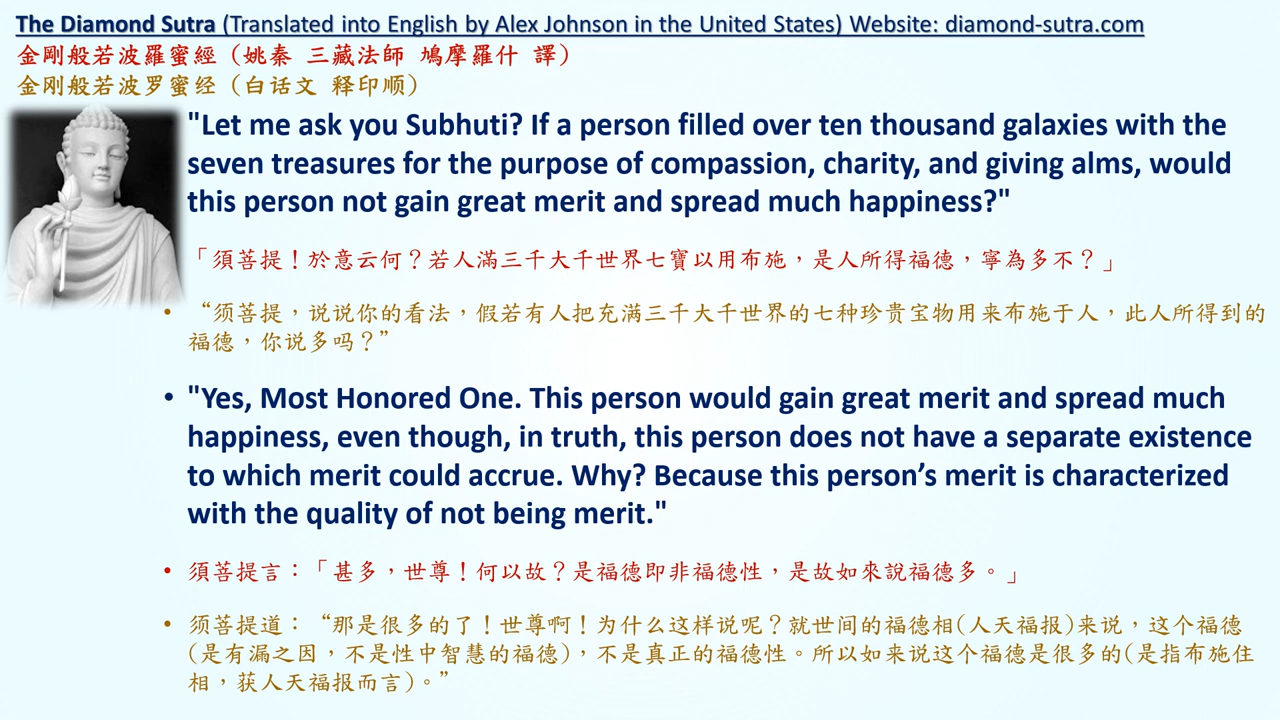 The Diamond Sutra (Translated into English by Alex Johnson in the United States) Website: diamond-sutra.com
金剛般若波羅蜜經 (姚秦 三藏法師 鳩摩羅什 譯)
金刚般若波罗蜜经 (白话文 释印顺)
"Let me ask you Subhuti? If a person filled over ten thousand galaxies with the
seven treasures for the purpose of compassion, charity, and giving alms, would
this person not gain great merit and spread much happiness?"
「須菩提！於意云何？若人滿三千大千世界七寶以用布施，是人所得福德，寧為多不？」
• “须菩提，说说你的看法，假若有人把充满三千大千世界的七种珍贵宝物用来布施于人，此人所得到的
福德，你说多吗？”
• "Yes, Most Honored One. This person would gain great merit and spread much
happiness, even though, in truth, this person does not have a separate existence
to which merit could accrue. Why? Because this person’s merit is characterized
with the quality of not being merit."
• 須菩提言：「甚多，世尊！何以故？是福德即非福德性，是故如來說福德多。」
• 须菩提道：“那是很多的了！世尊啊！为什么这样说呢？就世间的福德相(人天福报)来说，这个福德
(是有漏之因，不是性中智慧的福德)，不是真正的福德性。所以如来说这个福德是很多的(是指布施住
相，获人天福报而言)。”